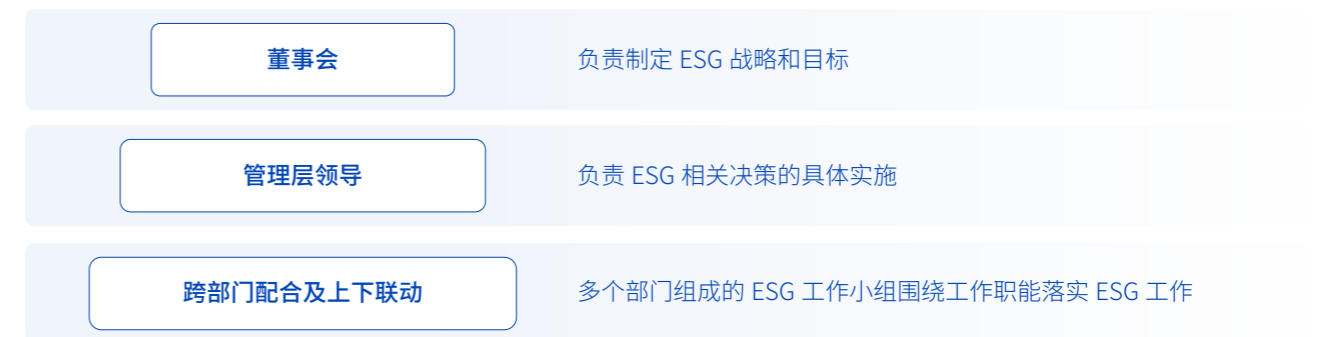 董事会
负责制定 ESG 战略和目标
管理层领导
负责 ESG 相关决策的具体实施
跨部门配合及上下联动
多个部门组成的 ESG 工作小组围绕工作职能落实 ESG 工作